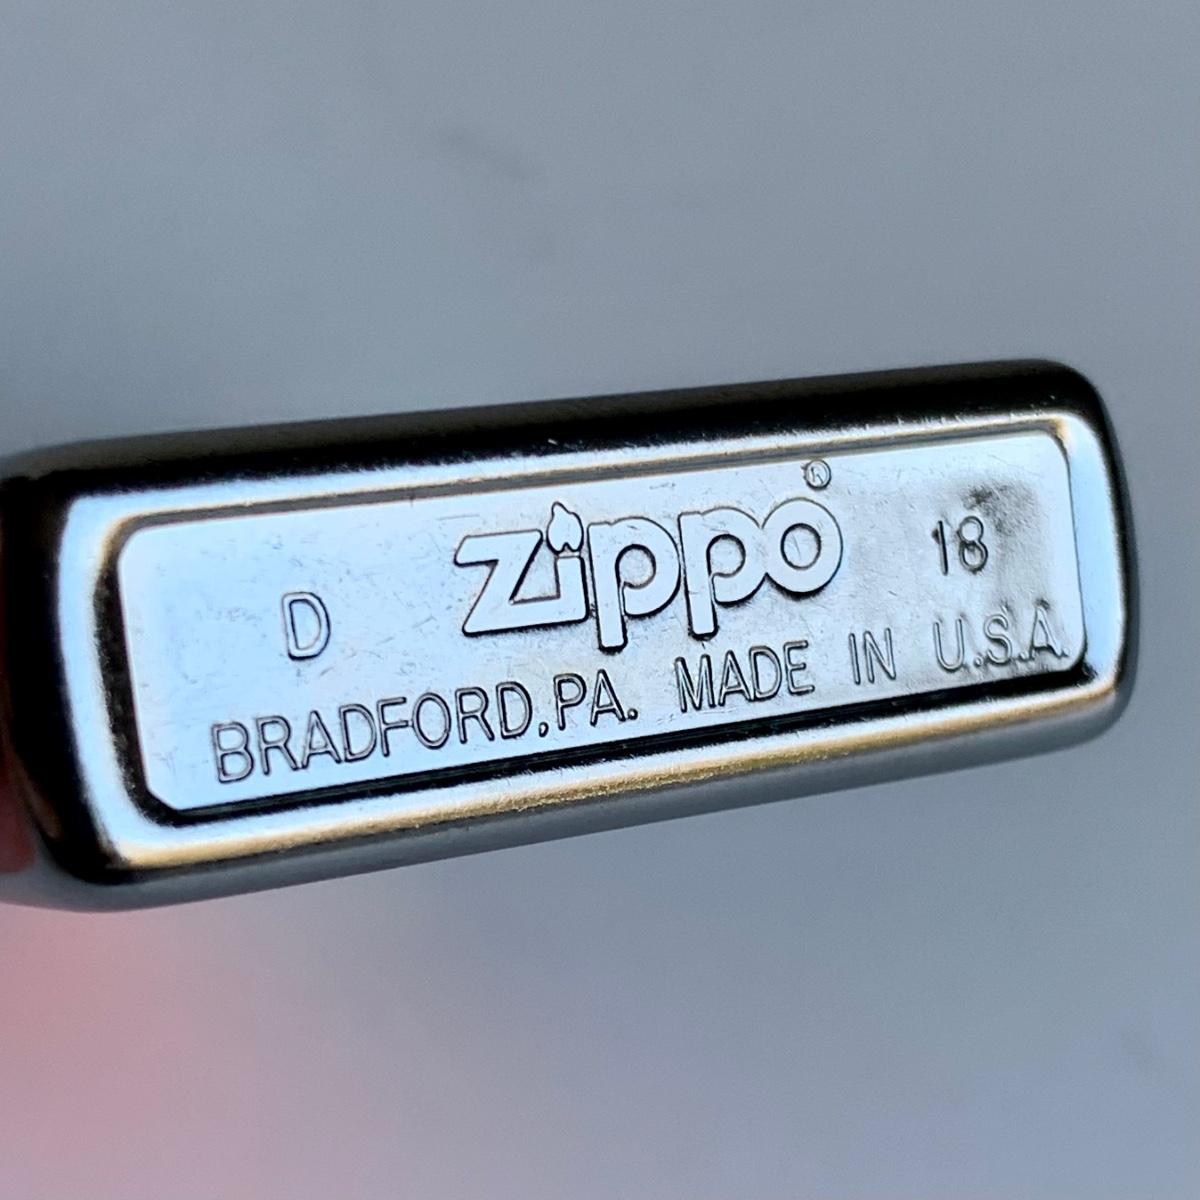 D zippo® 18
BRADFORD,PA. MADE IN U.S.A.